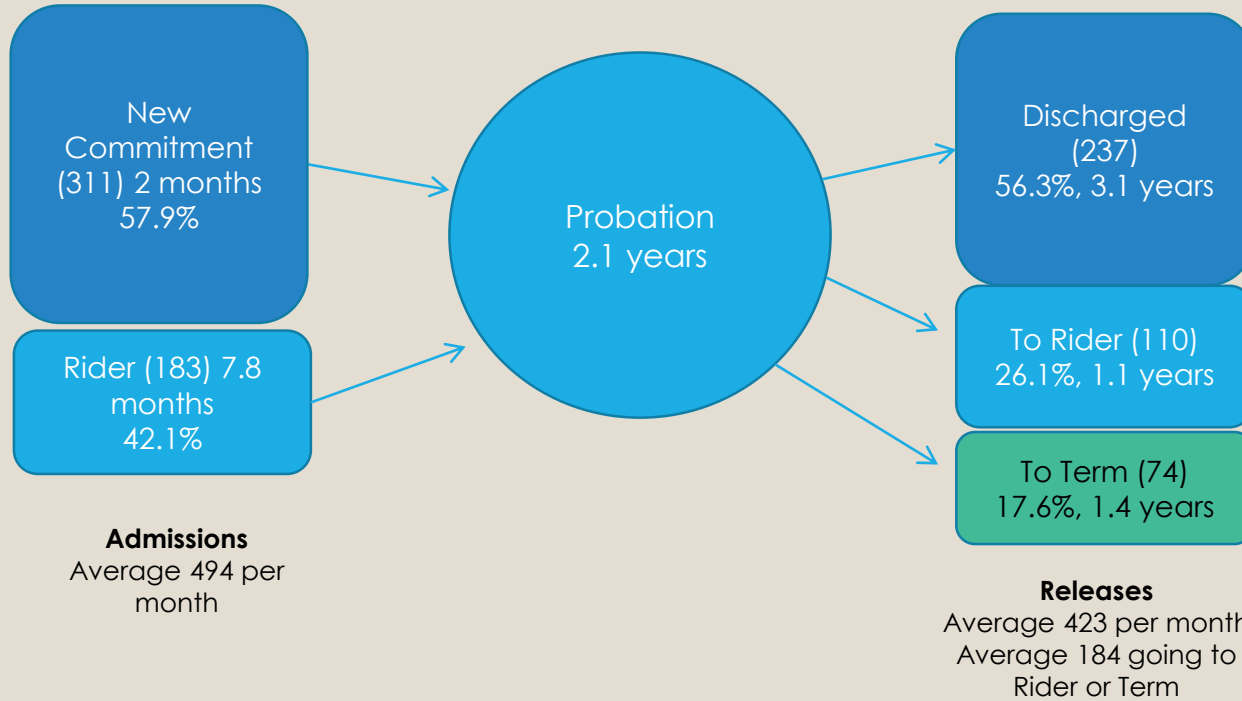 New
Commitment
(311) 2 months
57.9%
Rider (183) 7.8
months
42.1%
Admissions
Average 494 per
month
Probation
2.1 years
Discharged
(237)
56.3%, 3.1 years
To Rider (110)
26.1%, 1.1 years
To Term (74)
17.6%, 1.4 years
Releases
Average 423 per month
Average 184 going to
Rider or Term